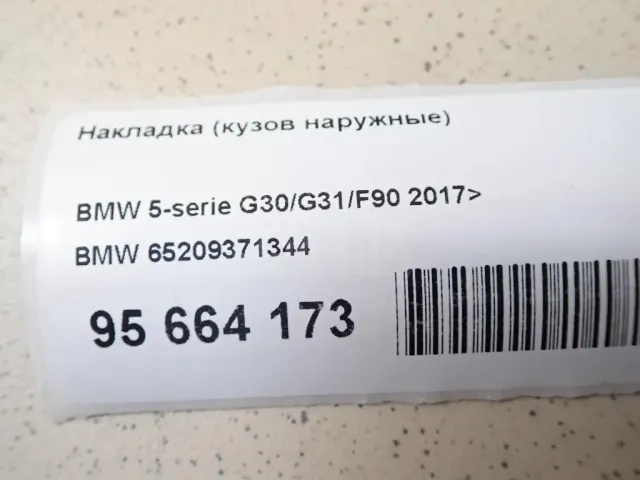 Накладка (кузов наружные)
BMW 5-serie G30/G31/F90 2017>
BMW 65209371344
95 664 173